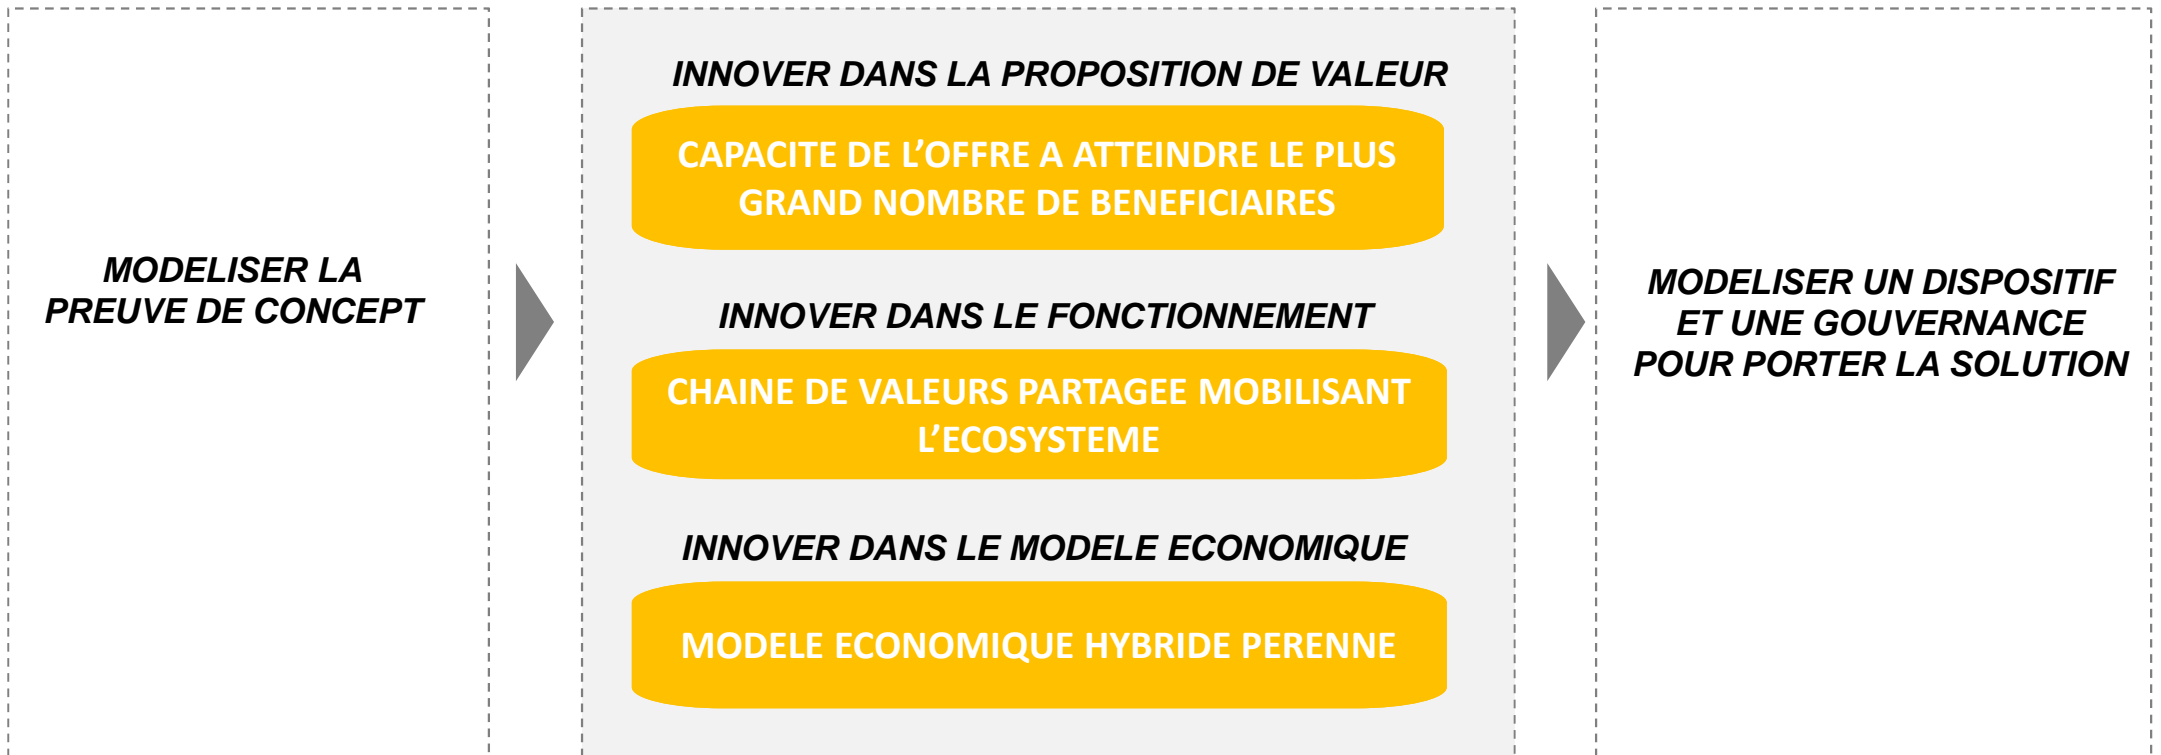 MODELISER LA
PREUVE DE CONCEPT
INNOVER DANS LA PROPOSITION DE VALEUR
CAPACITE DE L’OFFRE A ATTEINDRE LE PLUS
GRAND NOMBRE DE BENEFICIAIRES
INNOVER DANS LE FONCTIONNEMENT
CHAINE DE VALEURS PARTAGEE MOBILISANT
L’ECOSYSTEME
INNOVER DANS LE MODELE ECONOMIQUE
MODELE ECONOMIQUE HYBRIDE PERENNE
MODELISER UN DISPOSITIF
ET UNE GOUVERNANCE
POUR PORTER LA SOLUTION